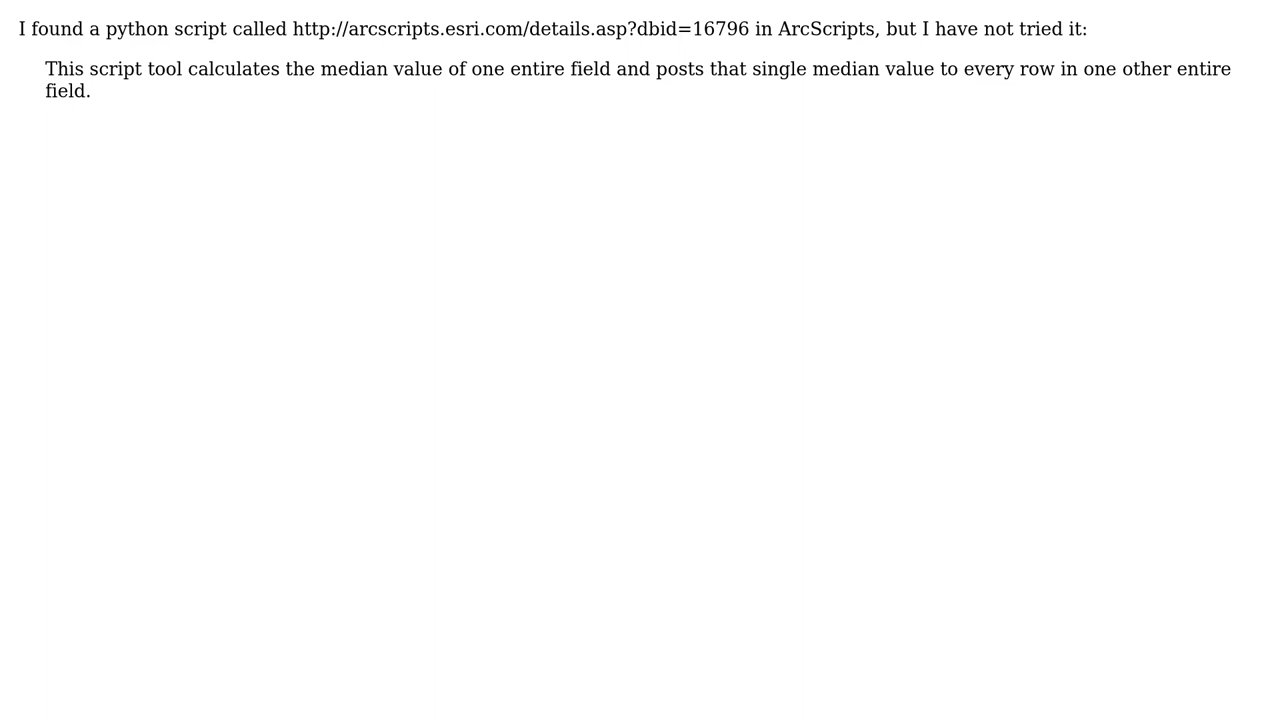 I found a python script called http://arcscripts.esri.com/details.asp?dbid=16796 in ArcScripts, but I have not tried it:
This script tool calculates the median value of one entire field and posts that single median value to every row in one other entire
field.